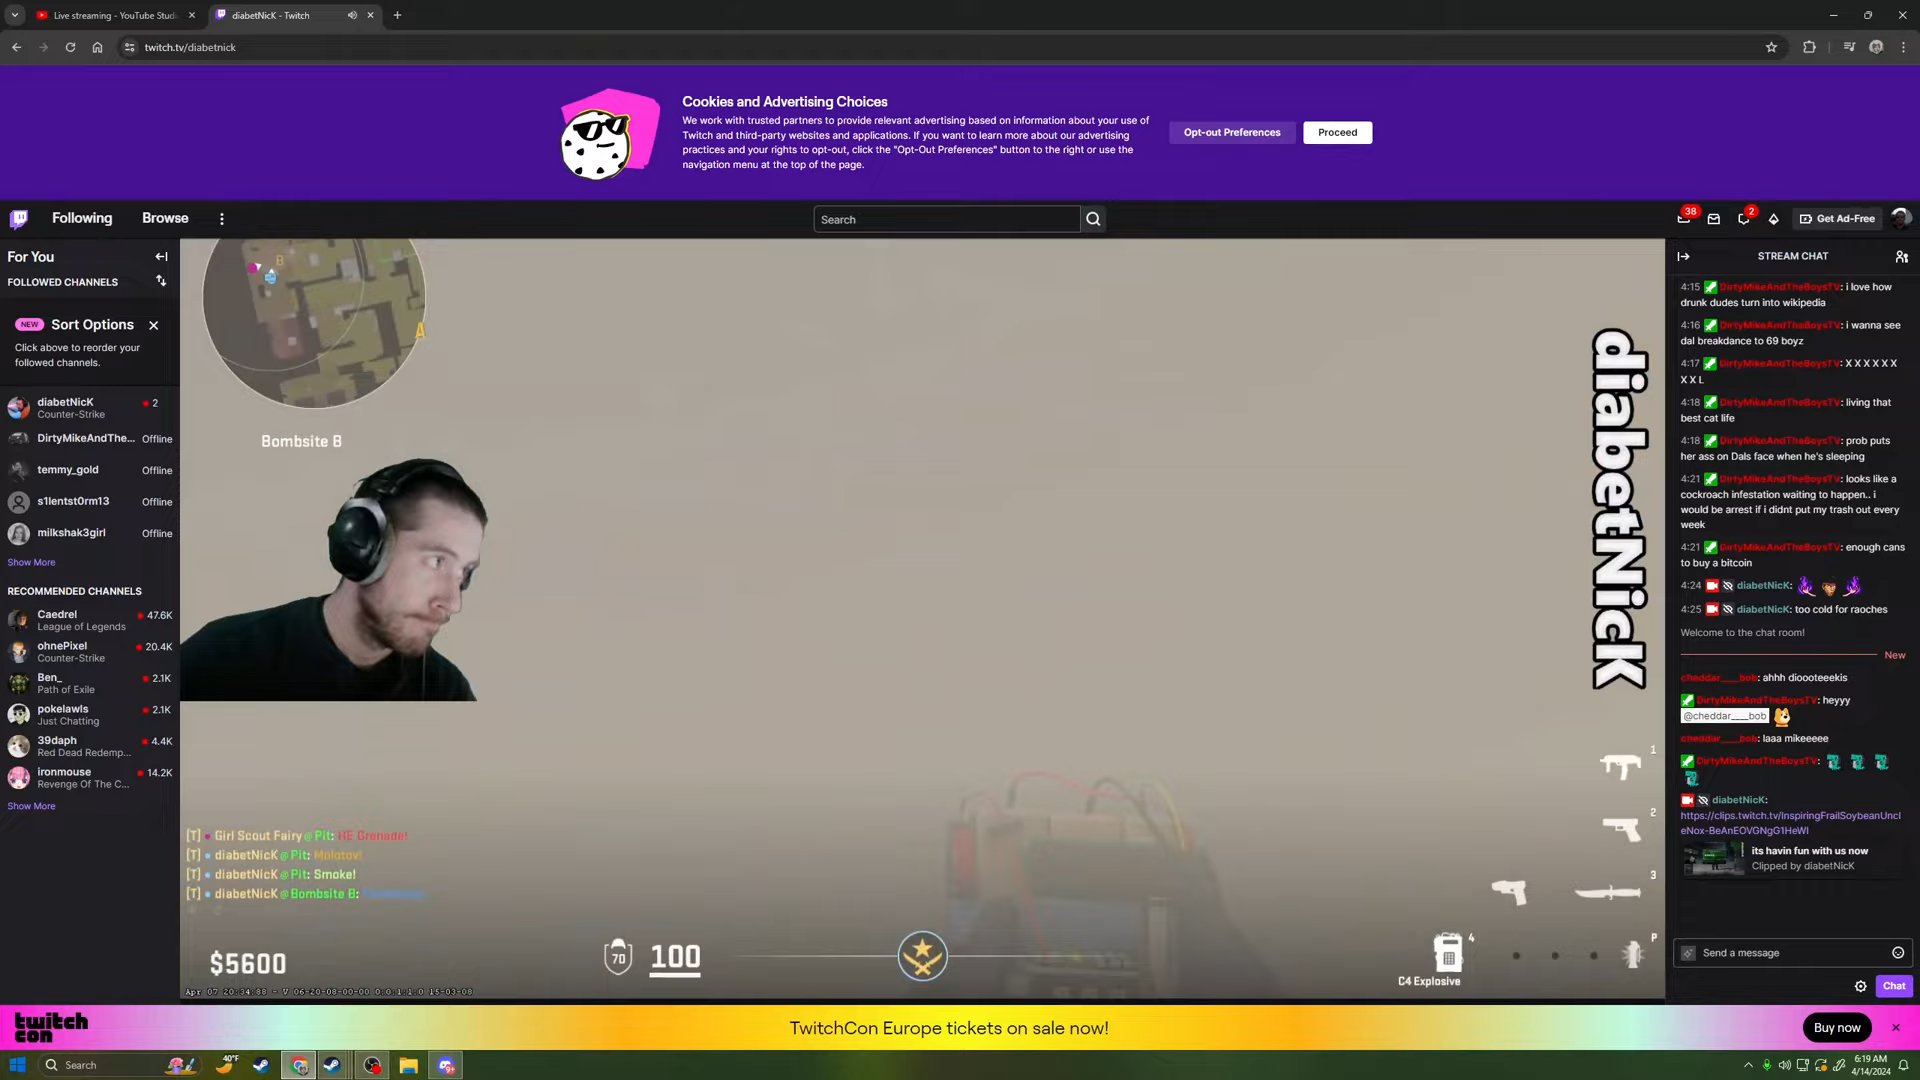 Live streaming - YouTube Stud
diabetNicK - Twitch
twitch.tv/diabetnick
Cookies and Advertising Choices
We work with trusted partners to provide relevant advertising based on information about your use of
Twitch and third-party websites and applications. If you want to learn more about our advertising
practices and your rights to opt-out, click the "Opt-Out Preferences" button to the right or use the
navigation menu at the top of the page.
Opt-out Preferences
Proceed
Following
Browse
Search
38
2
Get Ad-Free
For You
FOLLOWED CHANNELS
NEW Sort Options
Click above to reorder your
followed channels.
diabetNicK 2
Counter-Strike
DirtyMikeAndThe... Offline
temmy_gold Offline
s1lentst0rm13 Offline
milkshak3girl Offline
Show More
RECOMMENDED CHANNELS
Caedrel 47.6K
League of Legends
ohnePixel 20.4K
Counter-Strike
Ben_ 2.1K
Path of Exile
pokelawls 2.1K
Just Chatting
39daph 4.4K
Red Dead Redemp...
ironmouse 14.2K
Revenge Of The C...
Show More
B
A
Bombsite B
diabetNicK
[T] Girl Scout Fairy @ Pit: HE Grenade!
[T] diabetNicK @ Pit: Molotov!
[T] diabetNicK @ Pit: Smoke!
[T] diabetNicK @ Bombsite B:
$5600
70
100
1
2
3
4
P
C4 Explosive
STREAM CHAT
4:15 DirtyMikeAndTheBoysTV: i love how
drunk dudes turn into wikipedia
4:16 DirtyMikeAndTheBoysTV: i wanna see
dal breakdance to 69 boyz
4:17 DirtyMikeAndTheBoysTV: X X X X X X
X X L
4:18 DirtyMikeAndTheBoysTV: living that
best cat life
4:18 DirtyMikeAndTheBoysTV: prob puts
her ass on Dals face when he's sleeping
4:21 DirtyMikeAndTheBoysTV: looks like a
cockroach infestation waiting to happen.. i
would be arrest if i didnt put my trash out every
week
4:21 DirtyMikeAndTheBoysTV: enough cans
to buy a bitcoin
4:24 diabetNicK:
4:25 diabetNicK: too cold for raoches
Welcome to the chat room!
New
cheddar____bob: ahhh diooteeekis
DirtyMikeAndTheBoysTV: heyyy
@cheddar____bob
cheddar____bob: laaa mikeeeee
DirtyMikeAndTheBoysTV:
diabetNicK:
https://clips.twitch.tv/InspiringFrailSoybeanUncl
eNox-BeAnEOVGNgG1HeWI
its havin fun with us now
Clipped by diabetNicK
Send a message
Chat
twitch
con
TwitchCon Europe tickets on sale now!
Buy now
Search
40°F
6:19 AM
4/14/2024